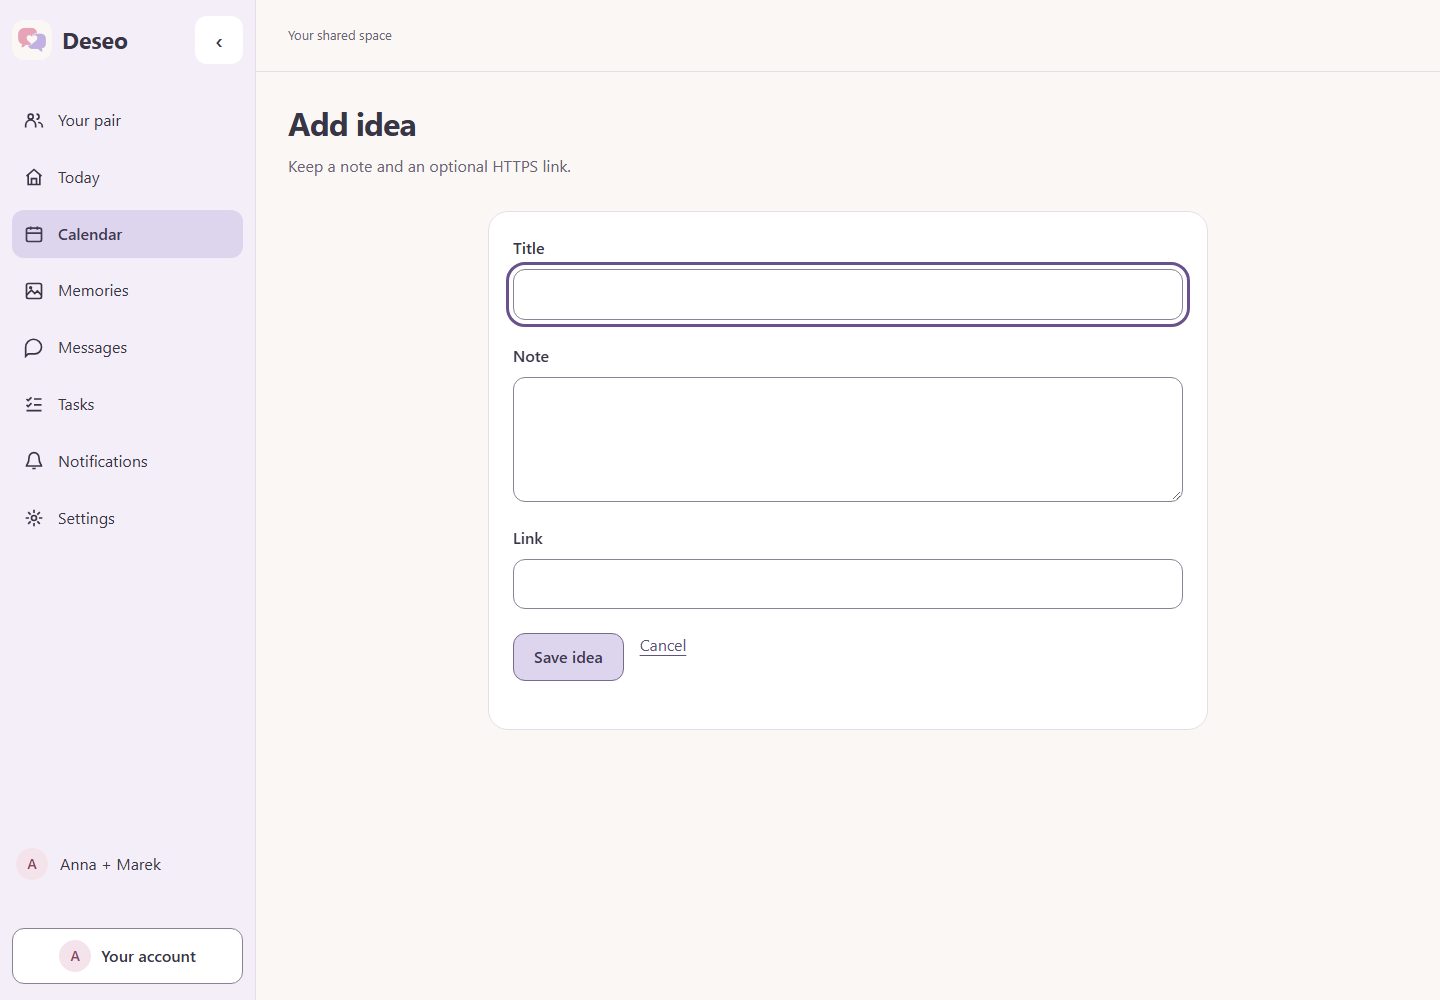 Deseo
‹
Your pair
Today
Calendar
Memories
Messages
Tasks
Notifications
Settings
A
Anna + Marek
A
Your account
Your shared space
Add idea
Keep a note and an optional HTTPS link.
Title
Note
Link
Save idea
Cancel